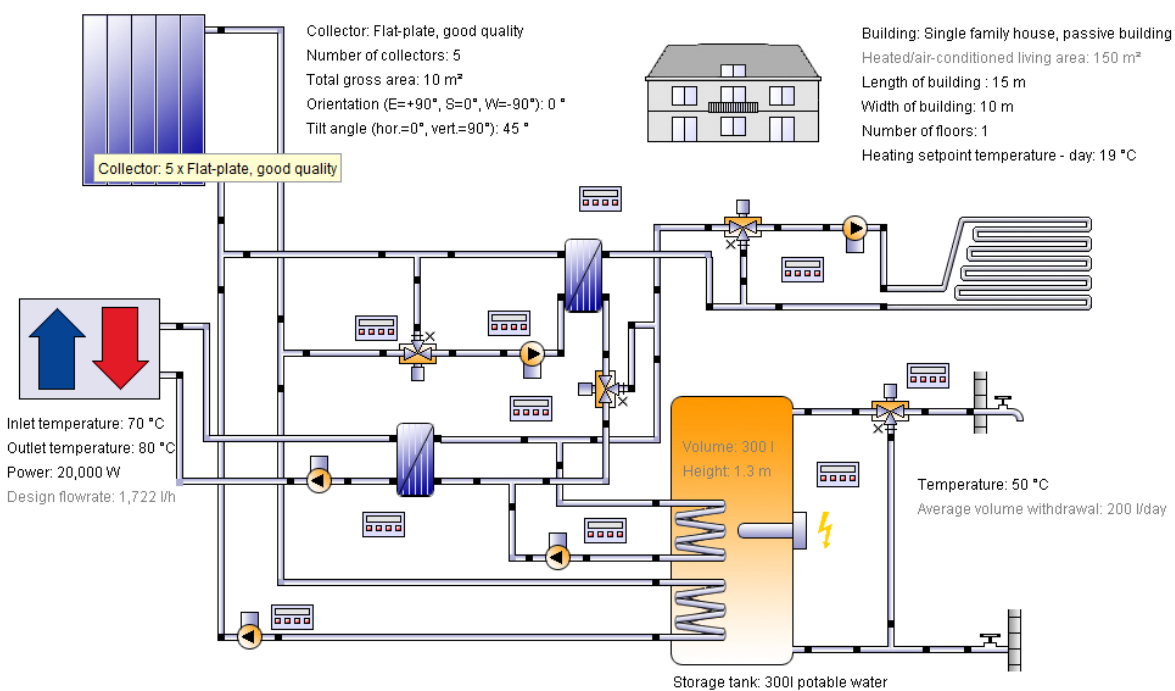 Collector: Flat-plate, good quality
Number of collectors: 5
Total gross area: 10 m²
Orientation (E=+90°, S=0°, W=-90°): 0 °
Tilt angle (hor.=0°, vert.=90°): 45 °
Building: Single family house, passive building
Heated/air-conditioned living area: 150 m²
Length of building : 15 m
Width of building: 10 m
Number of floors: 1
Heating setpoint temperature - day: 19 °C
Collector: 5 x Flat-plate, good quality
Inlet temperature: 70 °C
Outlet temperature: 80 °C
Power: 20,000 W
Design flowrate: 1,722 l/h
Volume: 300 l
Height: 1.3 m
Temperature: 50 °C
Average volume withdrawal: 200 l/day
Storage tank: 300l potable water